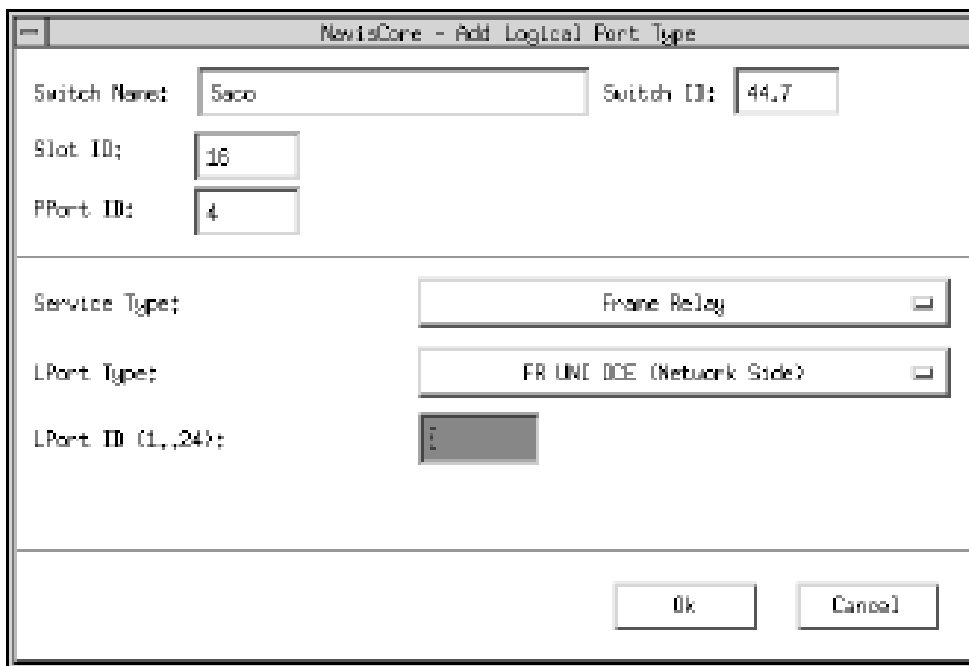 NavisCore - Add Logical Port Type
Switch Name: Saco Switch ID: 44.7
Slot ID: 16
PPort ID: 4
Service Type: Frame Relay
LPort Type: FR UNI DCE (Network Side)
LPort ID (1..24):
Ok Cancel